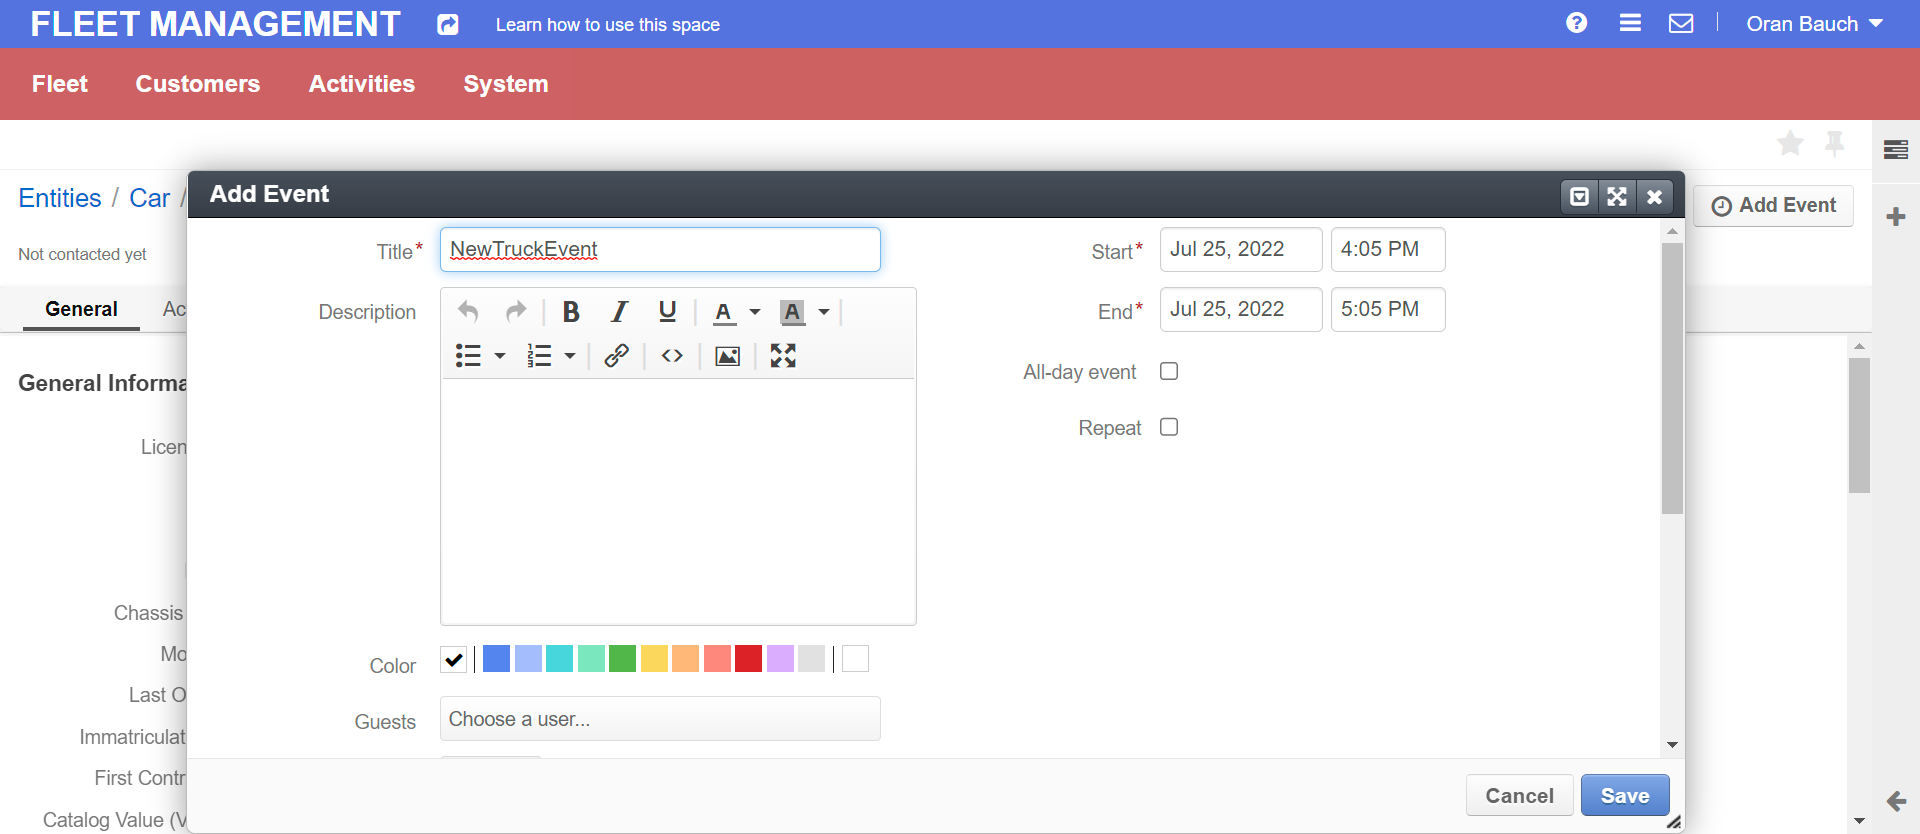 FLEET MANAGEMENT
Learn how to use this space
Oran Bauch
Fleet
Customers
Activities
System
Entities / Car /
Add Event
Not contacted yet
General
Ac
General Informa
Licen
Chassis
Mo
Last O
Immatriculat
First Contr
Catalog Value (V
Add Event
Title*
NewTruckEvent
Description
Color
Guests
Choose a user...
Start*
Jul 25, 2022
4:05 PM
End*
Jul 25, 2022
5:05 PM
All-day event
Repeat
Cancel
Save